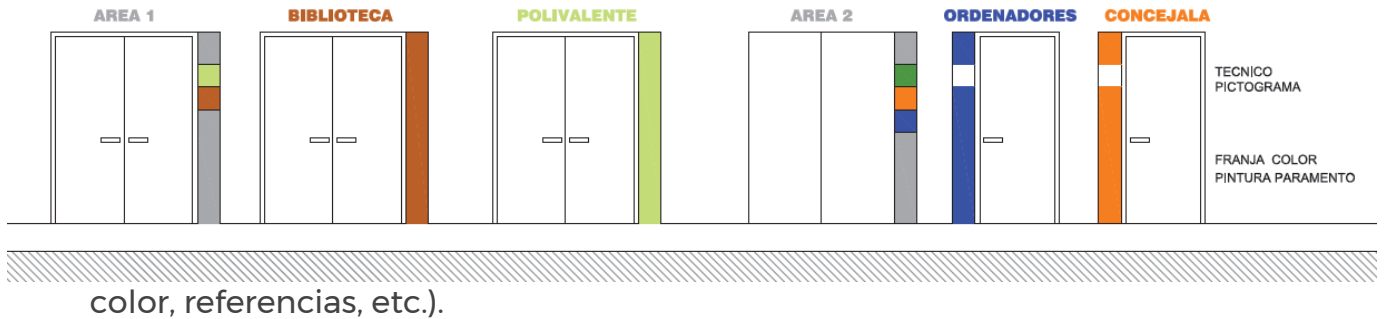 AREA 1
BIBLIOTECA
POLIVALENTE
AREA 2
ORDENADORES
CONCEJALA
TECNICO
PICTOGRAMA
FRANJA COLOR
PINTURA PARAMENTO
color, referencias, etc.).